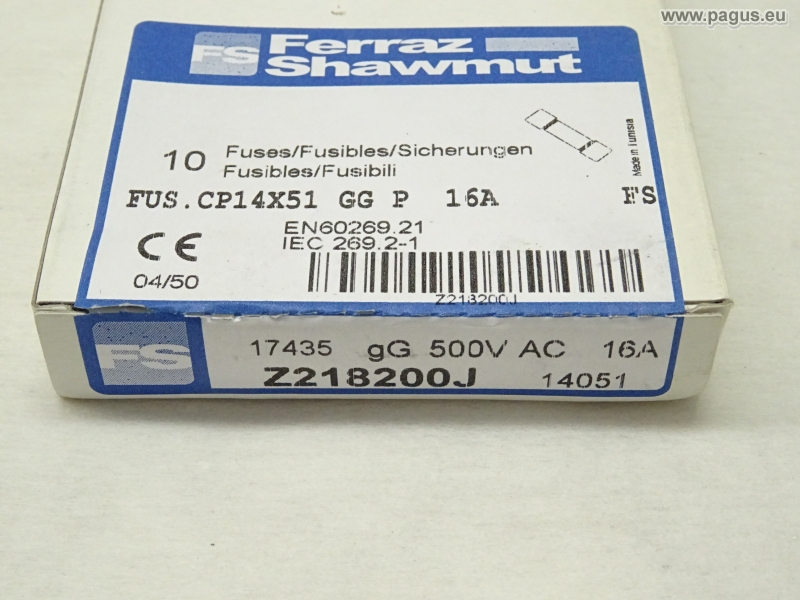 www.pagus.eu
FS Ferraz
Shawmut
10 Fuses/Fusibles/Sicherungen
Fusibles/Fusibili
Made in Tunisia
FUS.CP14X51 GG P 16A FS
EN60269.21
IEC 269.2-1
CE
04/50
Z218200J
FS 17435 gG 500V AC 16A
Z218200J 14051